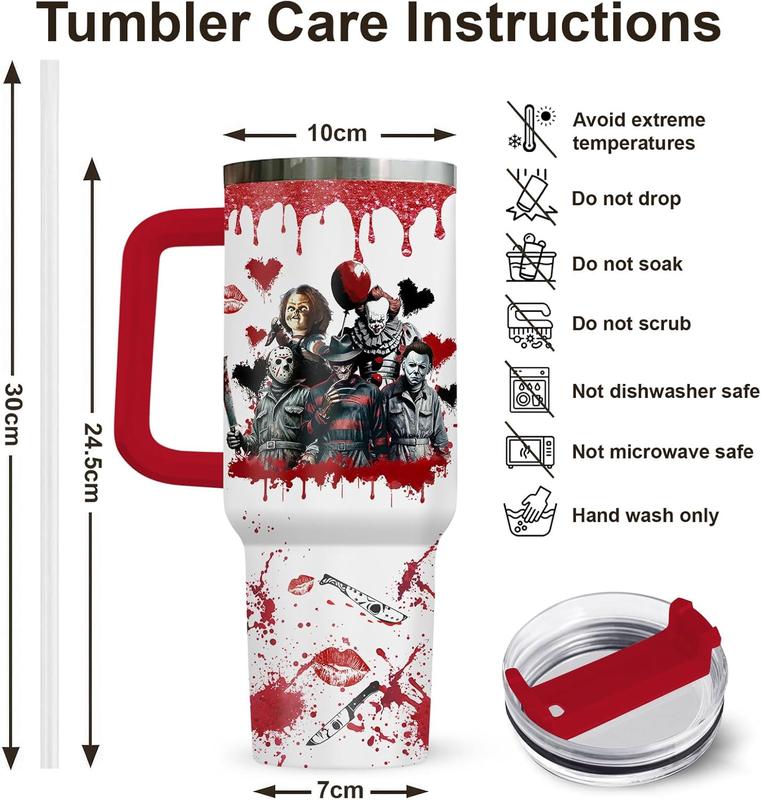 Tumbler Care Instructions
10cm
30cm
24.5cm
7cm
Avoid extreme
temperatures
Do not drop
Do not soak
Do not scrub
Not dishwasher safe
Not microwave safe
Hand wash only